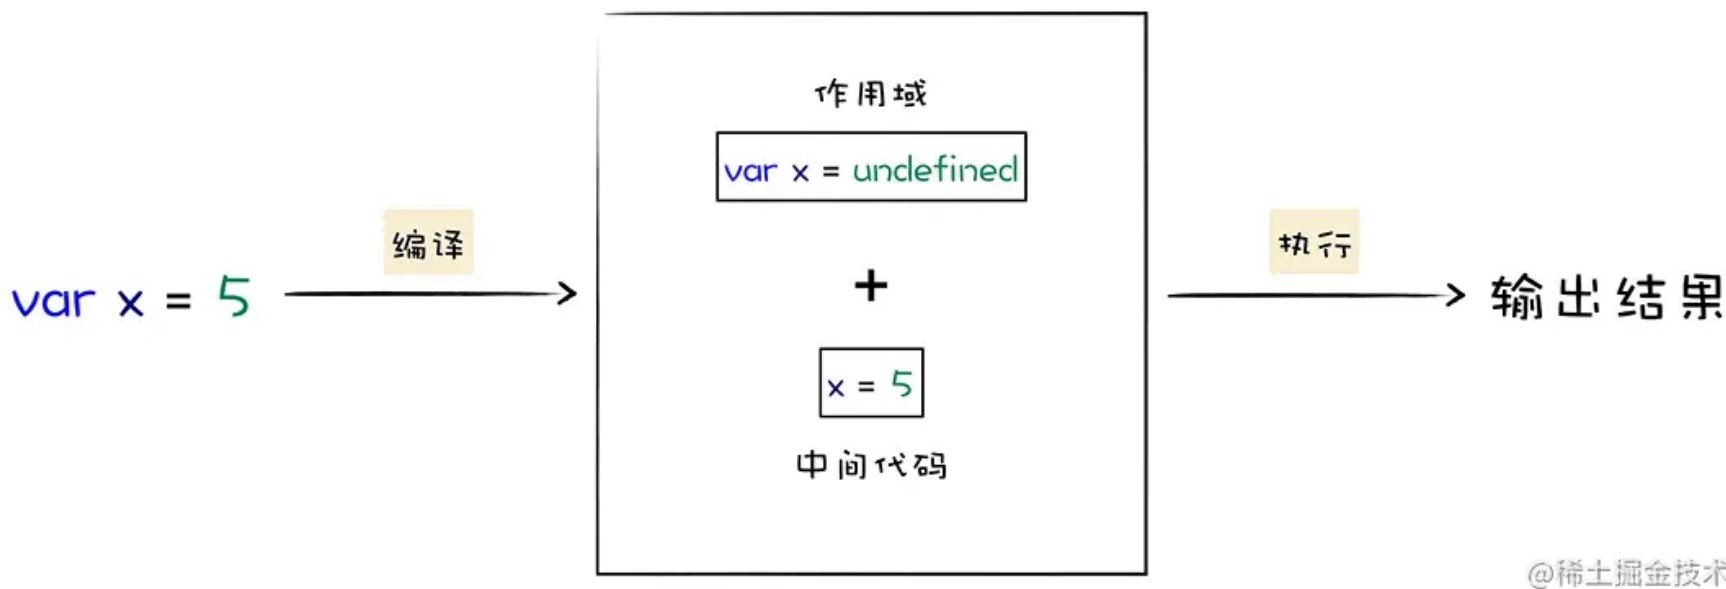 var x = 5
编译
作用域
var x = undefined
+
x = 5
中间代码
执行
输出结果
@稀土掘金技术